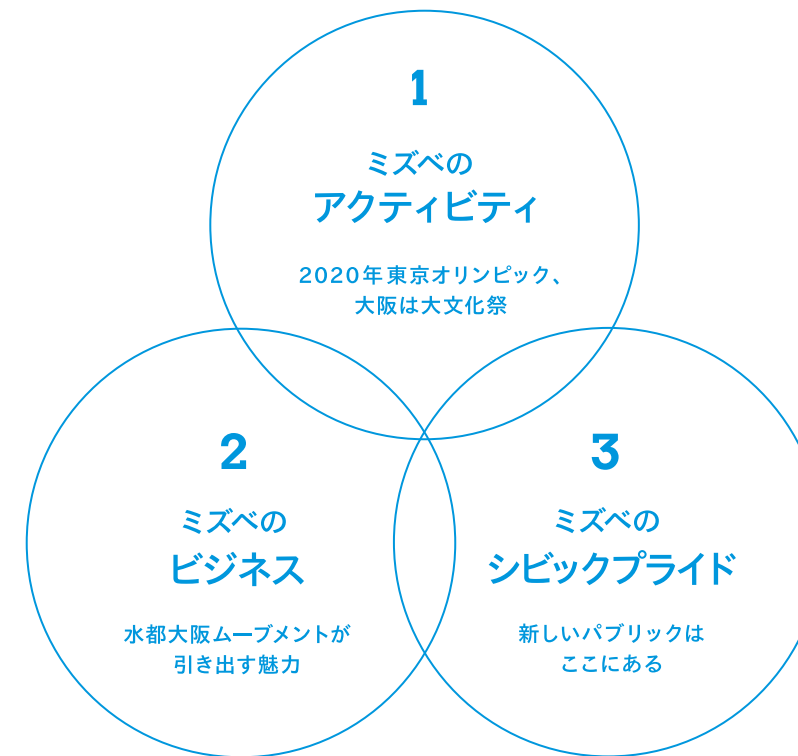 1
ミズベの
アクティビティ
2020年東京オリンピック、
大阪は大文化祭
2
ミズベの
ビジネス
水都大阪ムーブメントが
引き出す魅力
3
ミズベの
シビックプライド
新しいパブリックは
ここにある